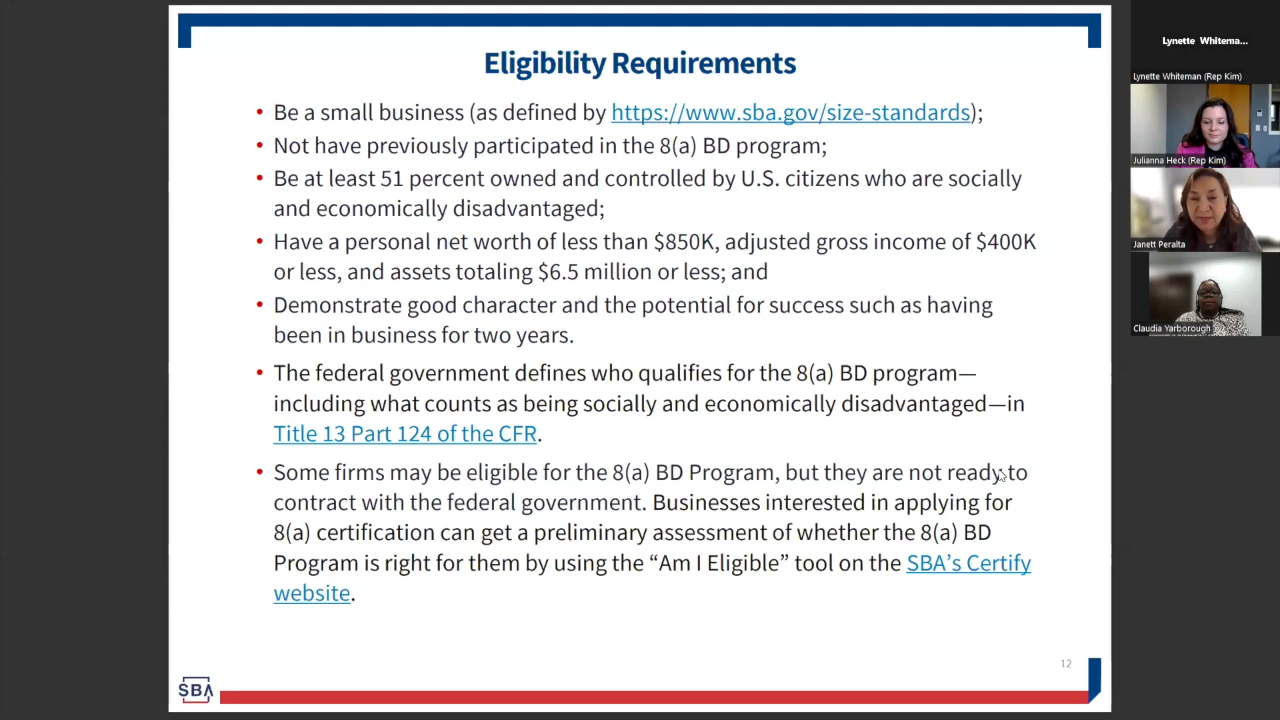 Eligibility Requirements
• Be a small business (as defined by https://www.sba.gov/size-standards);
• Not have previously participated in the 8(a) BD program;
• Be at least 51 percent owned and controlled by U.S. citizens who are socially
and economically disadvantaged;
• Have a personal net worth of less than $850K, adjusted gross income of $400K
or less, and assets totaling $6.5 million or less; and
• Demonstrate good character and the potential for success such as having
been in business for two years.
• The federal government defines who qualifies for the 8(a) BD program—
including what counts as being socially and economically disadvantaged—in
Title 13 Part 124 of the CFR.
• Some firms may be eligible for the 8(a) BD Program, but they are not ready to
contract with the federal government. Businesses interested in applying for
8(a) certification can get a preliminary assessment of whether the 8(a) BD
Program is right for them by using the “Am I Eligible” tool on the SBA’s Certify
website.
12
SBA
Lynette Whitema...
Lynette Whiteman (Rep Kim)
Julianna Heck (Rep Kim)
Janett Peralta
Claudia Yarborough